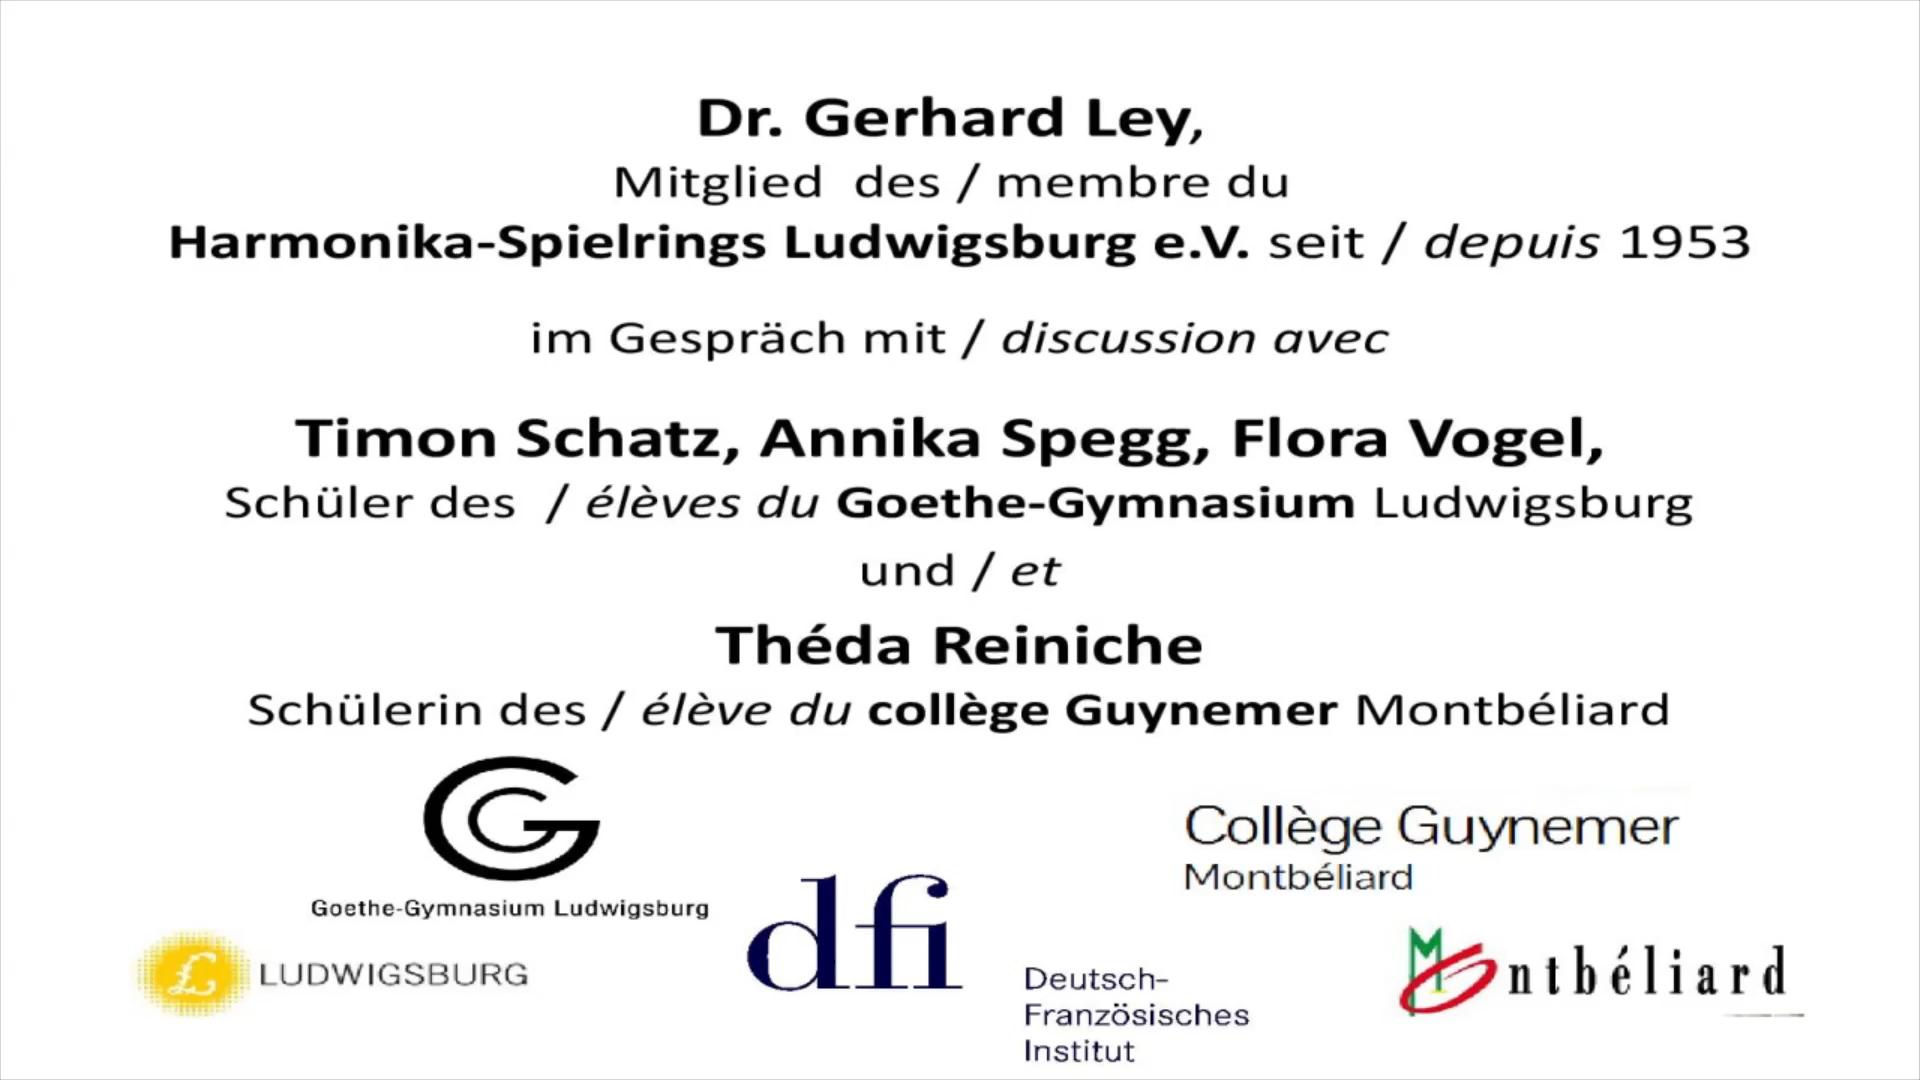 Dr. Gerhard Ley,
Mitglied des / membre du
Harmonika-Spielrings Ludwigsburg e.V. seit / depuis 1953
im Gespräch mit / discussion avec
Timon Schatz, Annika Spegg, Flora Vogel,
Schüler des / élèves du Goethe-Gymnasium Ludwigsburg
und / et
Théda Reiniche
Schülerin des / élève du collège Guynemer Montbéliard
G
Goethe-Gymnasium Ludwigsburg
Collège Guynemer
Montbéliard
LUDWIGSBURG
dfi
Deutsch-
Französisches
Institut
Montbéliard